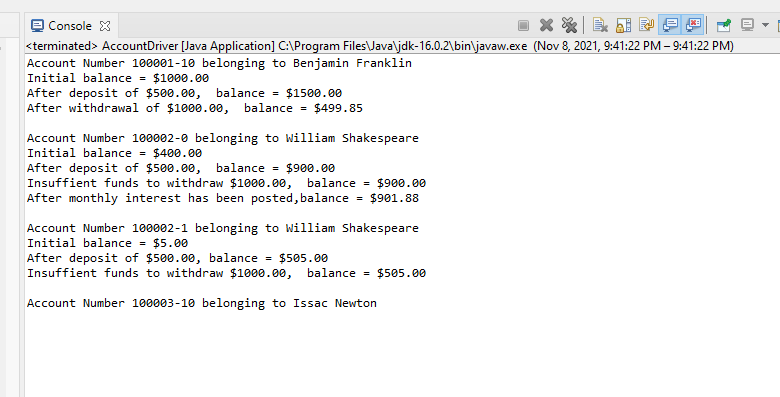 Console
<terminated> AccountDriver [Java Application] C:\Program Files\Java\jdk-16.0.2\bin\javaw.exe (Nov 8, 2021, 9:41:22 PM – 9:41:22 PM)
Account Number 100001-10 belonging to Benjamin Franklin
Initial balance = $1000.00
After deposit of $500.00,  balance = $1500.00
After withdrawal of $1000.00,  balance = $499.85

Account Number 100002-0 belonging to William Shakespeare
Initial balance = $400.00
After deposit of $500.00,  balance = $900.00
Insuffient funds to withdraw $1000.00,  balance = $900.00
After monthly interest has been posted,balance = $901.88

Account Number 100002-1 belonging to William Shakespeare
Initial balance = $5.00
After deposit of $500.00, balance = $505.00
Insuffient funds to withdraw $1000.00,  balance = $505.00

Account Number 100003-10 belonging to Issac Newton